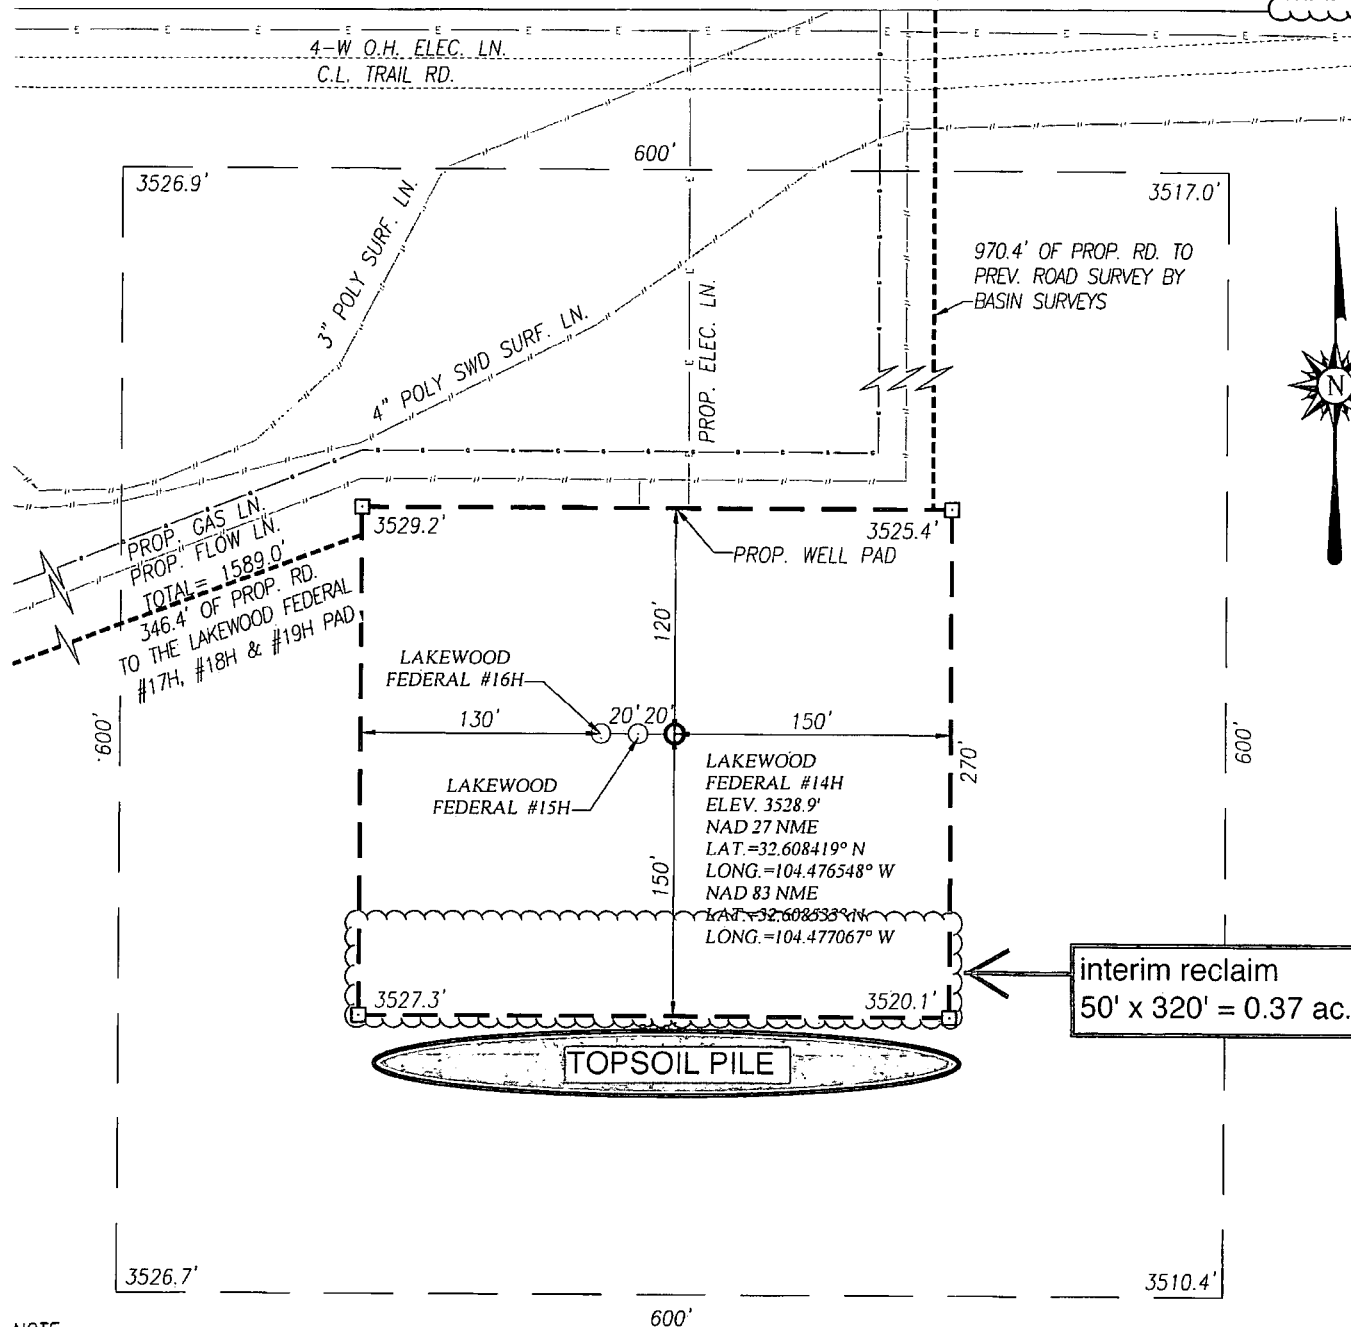 4-W O.H. ELEC. LN.
C.L. TRAIL RD.
600'
3526.9'
3517.0'
970.4' OF PROP. RD. TO
PREV. ROAD SURVEY BY
BASIN SURVEYS
3" POLY SURF. LN.
4" POLY SWD SURF. LN.
PROP. ELEC. LN.
N
PROP. GAS LN.
PROP. FLOW LN.
TOTAL= 1589.0'
346.4' OF PROP. RD.
TO THE LAKEWOOD FEDERAL
#17H, #18H & #19H PAD
3529.2'
3525.4'
PROP. WELL PAD
120'
LAKEWOOD
FEDERAL #16H
130'
20' 20'
150'
600'
270'
600'
LAKEWOOD
FEDERAL #15H
150'
LAKEWOOD
FEDERAL #14H
ELEV. 3528.9'
NAD 27 NME
LAT.=32.608419° N
LONG.=104.476548° W
NAD 83 NME
LAT.=32.608533° N
LONG.=104.477067° W
3527.3'
3520.1'
interim reclaim
50' x 320' = 0.37 ac.
TOPSOIL PILE
3526.7'
3510.4'
600'
NOTE